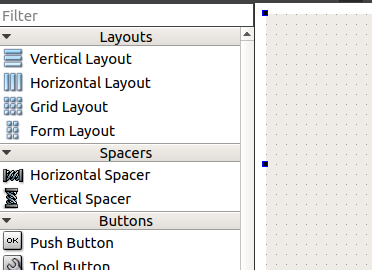 Filter
Layouts
Vertical Layout
Horizontal Layout
Grid Layout
Form Layout
Spacers
Horizontal Spacer
Vertical Spacer
Buttons
OK
Push Button
Tool Button